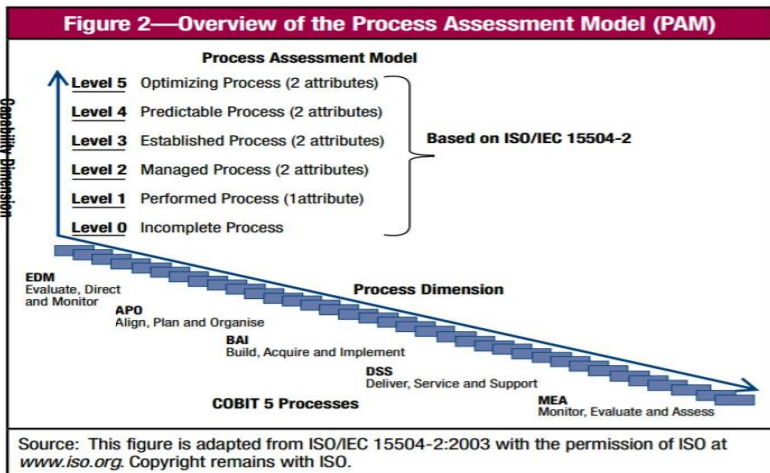 Figure 2—Overview of the Process Assessment Model (PAM)
Process Assessment Model
Level 5 Optimizing Process (2 attributes)
Level 4 Predictable Process (2 attributes)
Level 3 Established Process (2 attributes)
Level 2 Managed Process (2 attributes)
Level 1 Performed Process (1attribute)
Level 0 Incomplete Process
Based on ISO/IEC 15504-2
Capability Dimension
Process Dimension
EDM
Evaluate, Direct
and Monitor
APO
Align, Plan and Organise
BAI
Build, Acquire and Implement
DSS
Deliver, Service and Support
MEA
Monitor, Evaluate and Assess
COBIT 5 Processes
Source: This figure is adapted from ISO/IEC 15504-2:2003 with the permission of ISO at
www.iso.org. Copyright remains with ISO.